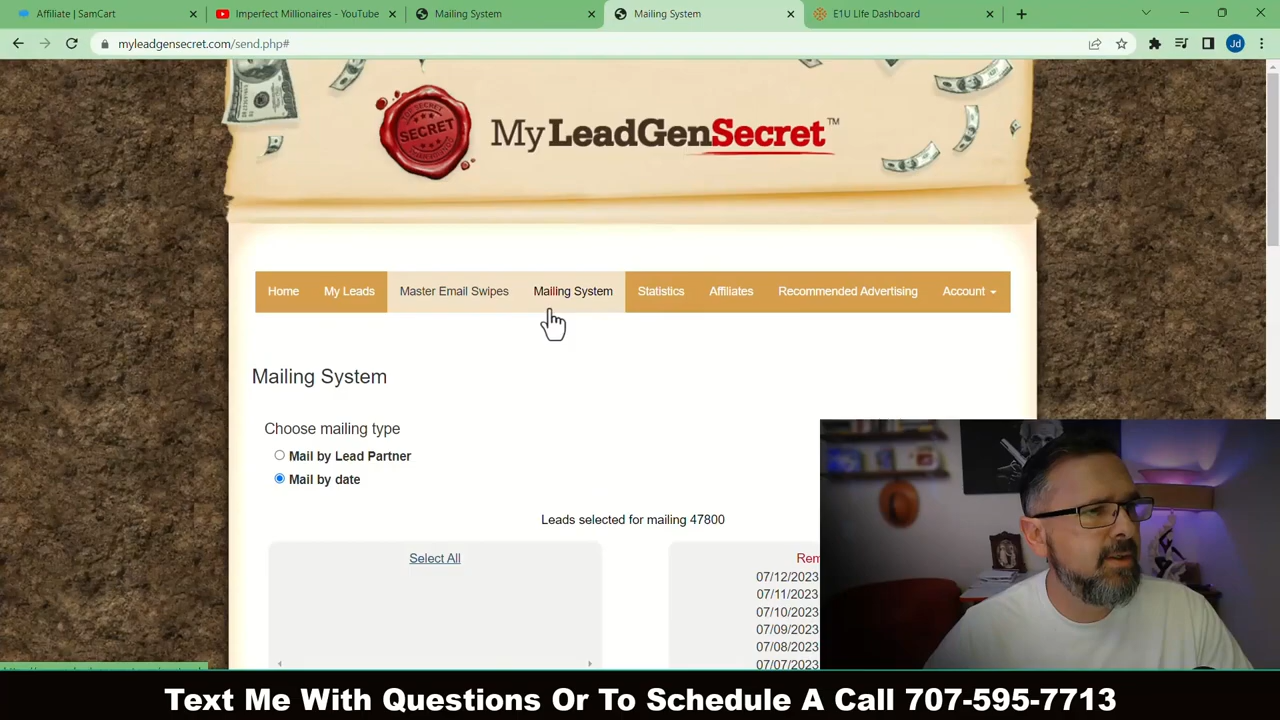 Affiliate | SamCart
Imperfect Millionaires - YouTube
Mailing System
Mailing System
E1U LIfe Dashboard
myleadgensecret.com/send.php#
Jd
TOP SECRET
SECRET
MyLeadGenSecret™
Home
My Leads
Master Email Swipes
Mailing System
Statistics
Affiliates
Recommended Advertising
Account
Mailing System
Choose mailing type
Mail by Lead Partner
Mail by date
Leads selected for mailing 47800
Select All
Rem
07/12/2023
07/11/2023
07/10/2023
07/09/2023
07/08/2023
07/07/2023
Text Me With Questions Or To Schedule A Call 707-595-7713